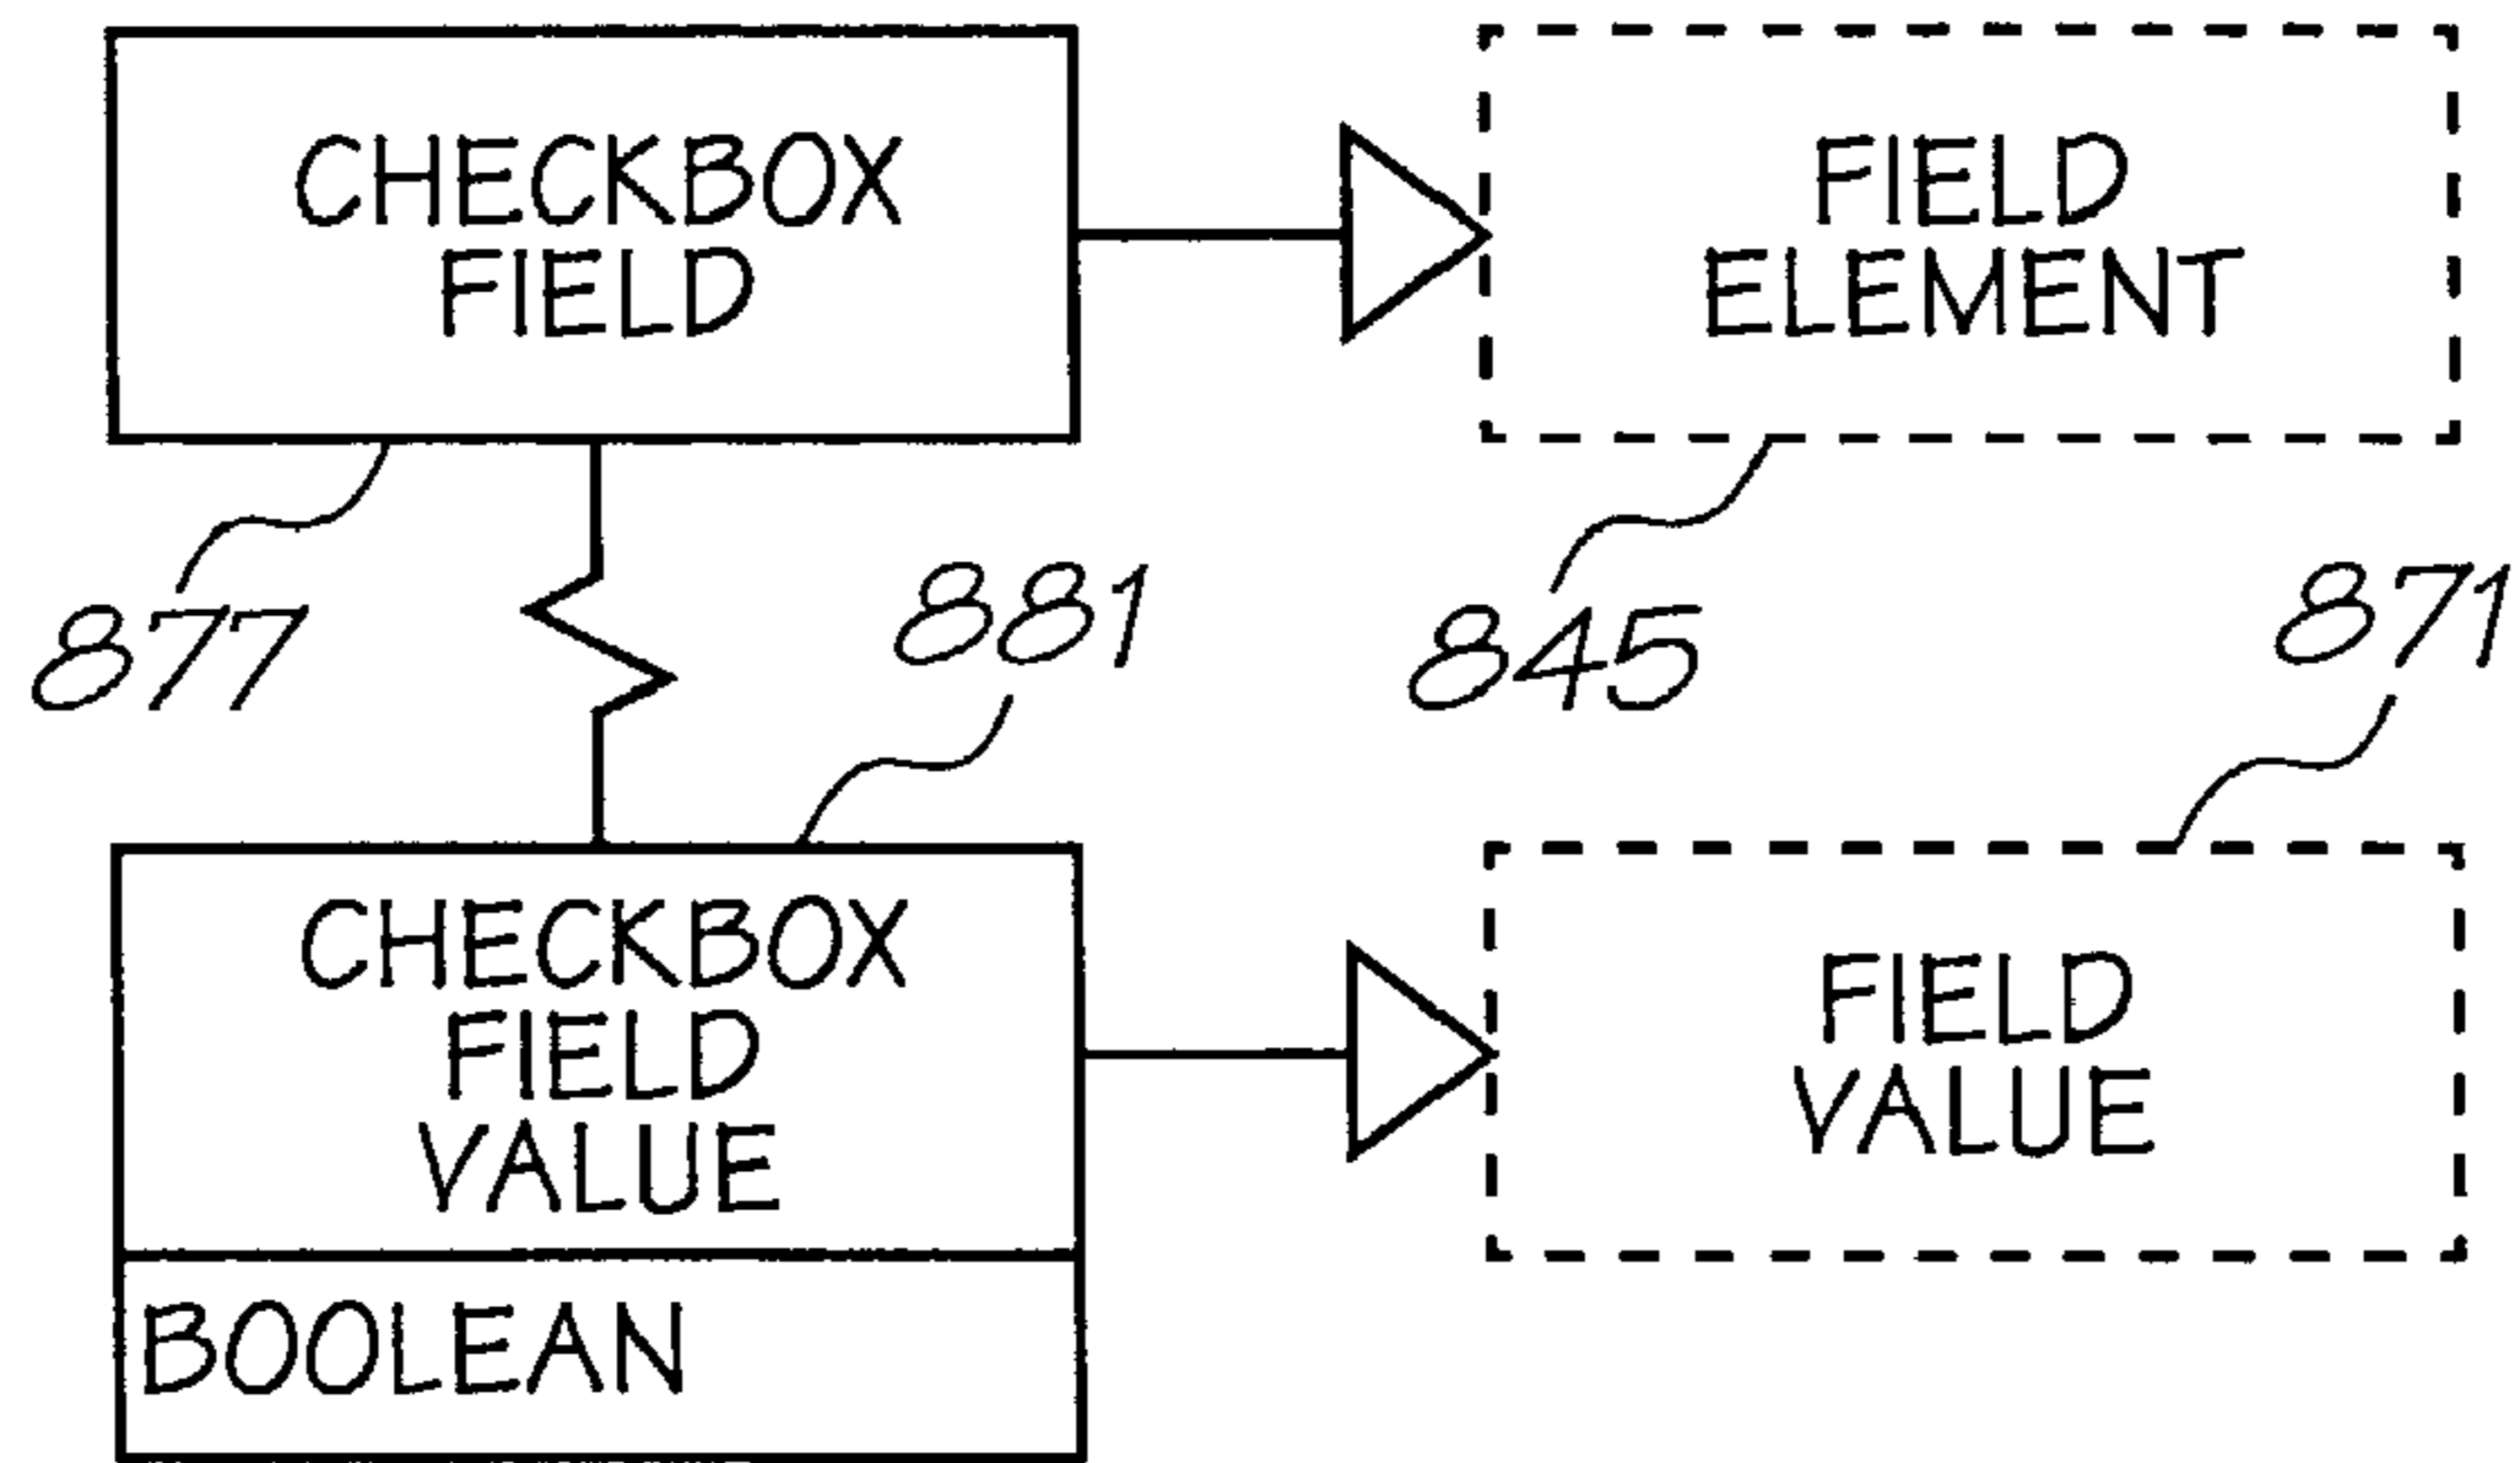 CHECKBOX
FIELD
FIELD
ELEMENT
877
881
845
871
CHECKBOX
FIELD
VALUE
FIELD
VALUE
BOOLEAN